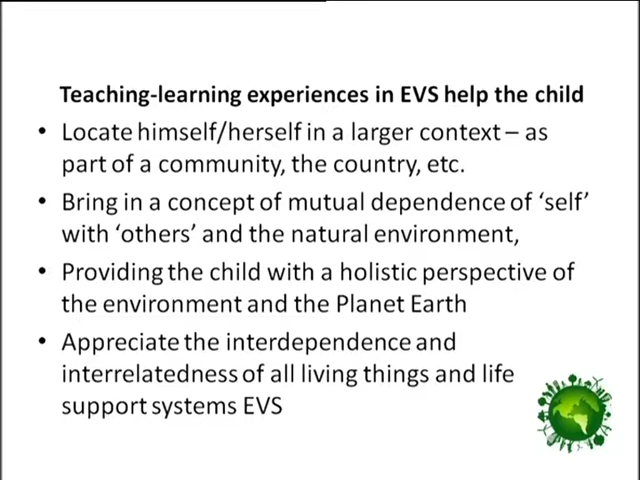 Teaching-learning experiences in EVS help the child
• Locate himself/herself in a larger context – as
part of a community, the country, etc.
• Bring in a concept of mutual dependence of ‘self’
with ‘others’ and the natural environment,
• Providing the child with a holistic perspective of
the environment and the Planet Earth
• Appreciate the interdependence and
interrelatedness of all living things and life
support systems EVS